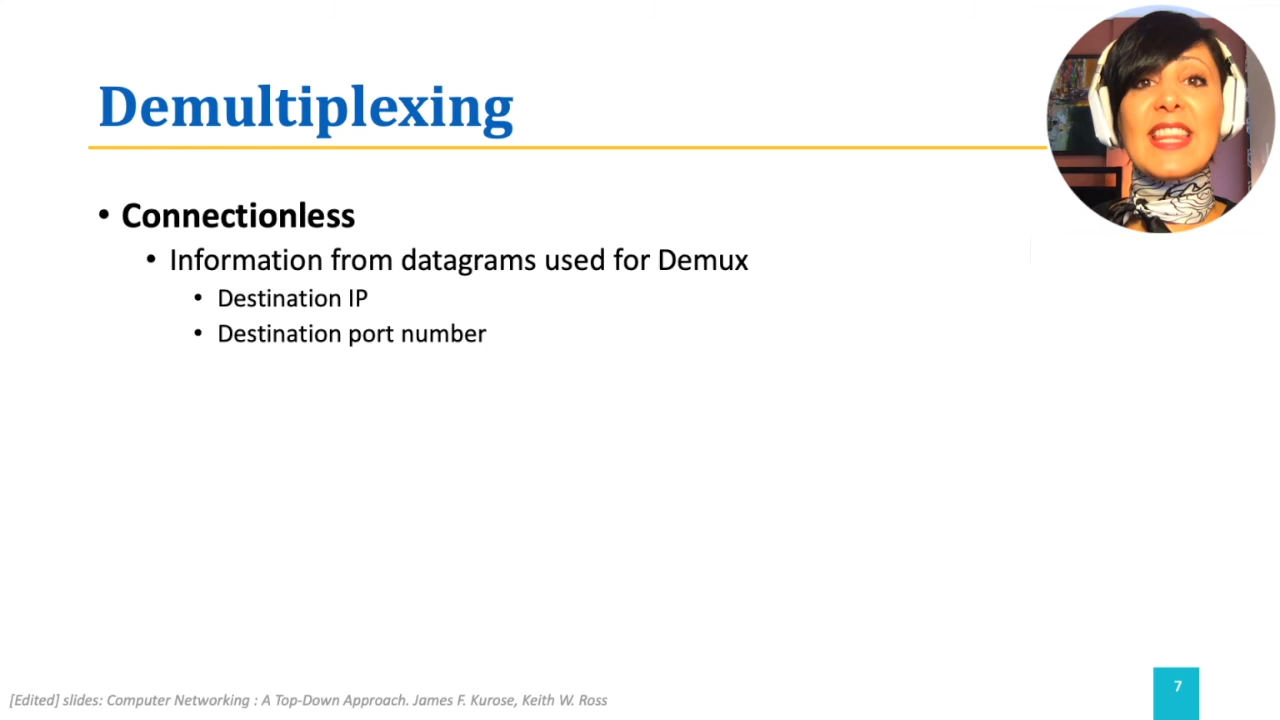 Demultiplexing
• Connectionless
• Information from datagrams used for Demux
• Destination IP
• Destination port number
[Edited] slides: Computer Networking : A Top-Down Approach. James F. Kurose, Keith W. Ross
7